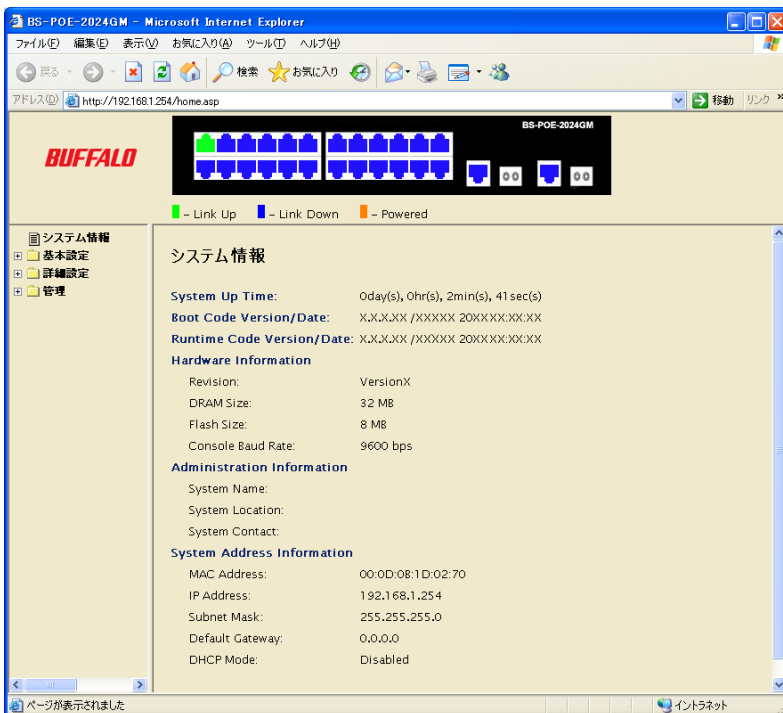 BS-POE-2024GM - Microsoft Internet Explorer
ファイル(F) 編集(E) 表示(V) お気に入り(A) ツール(T) ヘルプ(H)
戻る 検索 お気に入り
アドレス(D) http://192.168.1.254/home.asp 移動 リンク »
BUFFALO
BS-POE-2024GM
- Link Up - Link Down - Powered
システム情報
基本設定
詳細設定
管理
システム情報
System Up Time: 0day(s), 0hr(s), 2min(s), 41sec(s)
Boot Code Version/Date: X.X.X.XX /XXXXX 20XXXX:XX:XX
Runtime Code Version/Date: X.X.X.XX /XXXXX 20XXXX:XX:XX
Hardware Information
Revision: VersionX
DRAM Size: 32 MB
Flash Size: 8 MB
Console Baud Rate: 9600 bps
Administration Information
System Name:
System Location:
System Contact:
System Address Information
MAC Address: 00:0D:0B:1D:02:70
IP Address: 192.168.1.254
Subnet Mask: 255.255.255.0
Default Gateway: 0.0.0.0
DHCP Mode: Disabled
ページが表示されました イントラネット